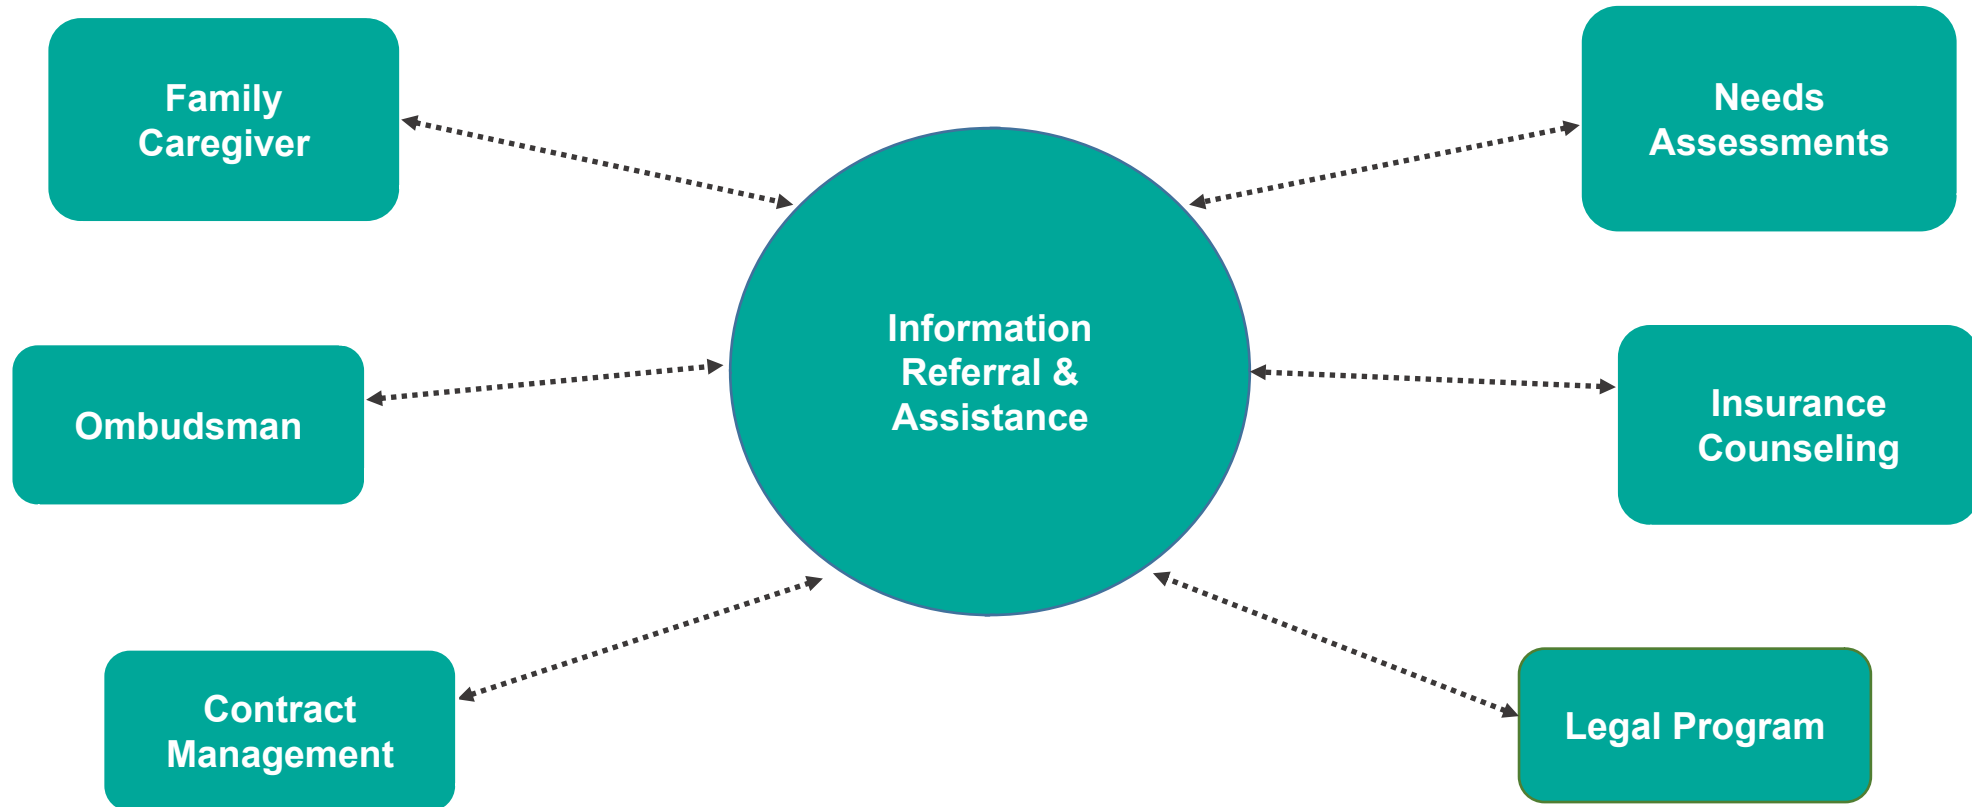 Family
Caregiver
Needs
Assessments
Information
Referral &
Assistance
Ombudsman
Insurance
Counseling
Contract
Management
Legal Program